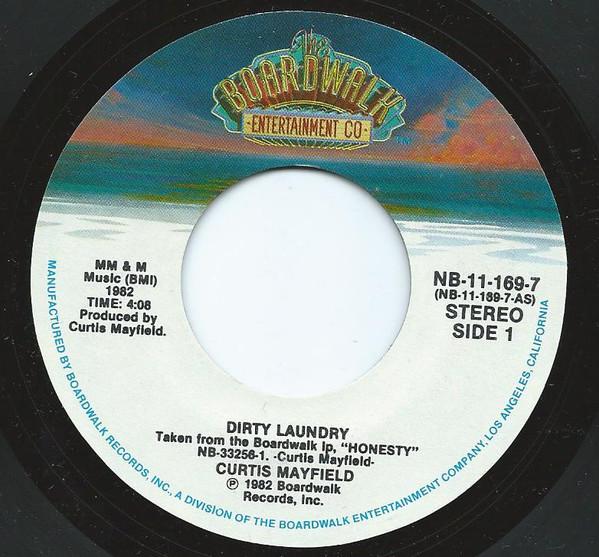 The
BOARDWALK
·ENTERTAINMENT CO·
TM
MM & M
Music (BMI)
1982
TIME: 4:08
Produced by
Curtis Mayfield.
NB-11-169-7
(NB-11-189-7-AS)
STEREO
SIDE 1
DIRTY LAUNDRY
Taken from the Boardwalk lp, "HONESTY"
NB-33256-1. -Curtis Mayfield-
CURTIS MAYFIELD
℗ 1982 Boardwalk
Records, Inc.
MANUFACTURED BY BOARDWALK RECORDS, INC., A DIVISION OF THE BOARDWALK ENTERTAINMENT COMPANY, LOS ANGELES, CALIFORNIA